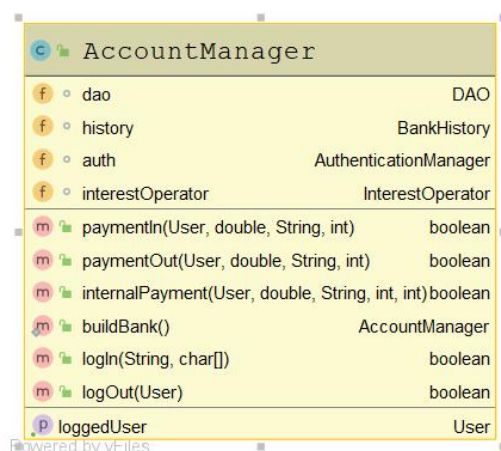 C AccountManager
f dao DAO
f history BankHistory
f auth AuthenticationManager
f interestOperator InterestOperator
m paymentIn(User, double, String, int) boolean
m paymentOut(User, double, String, int) boolean
m internalPayment(User, double, String, int, int) boolean
m buildBank() AccountManager
m logIn(String, char[]) boolean
m logOut(User) boolean
p loggedUser User
Powered by yFiles